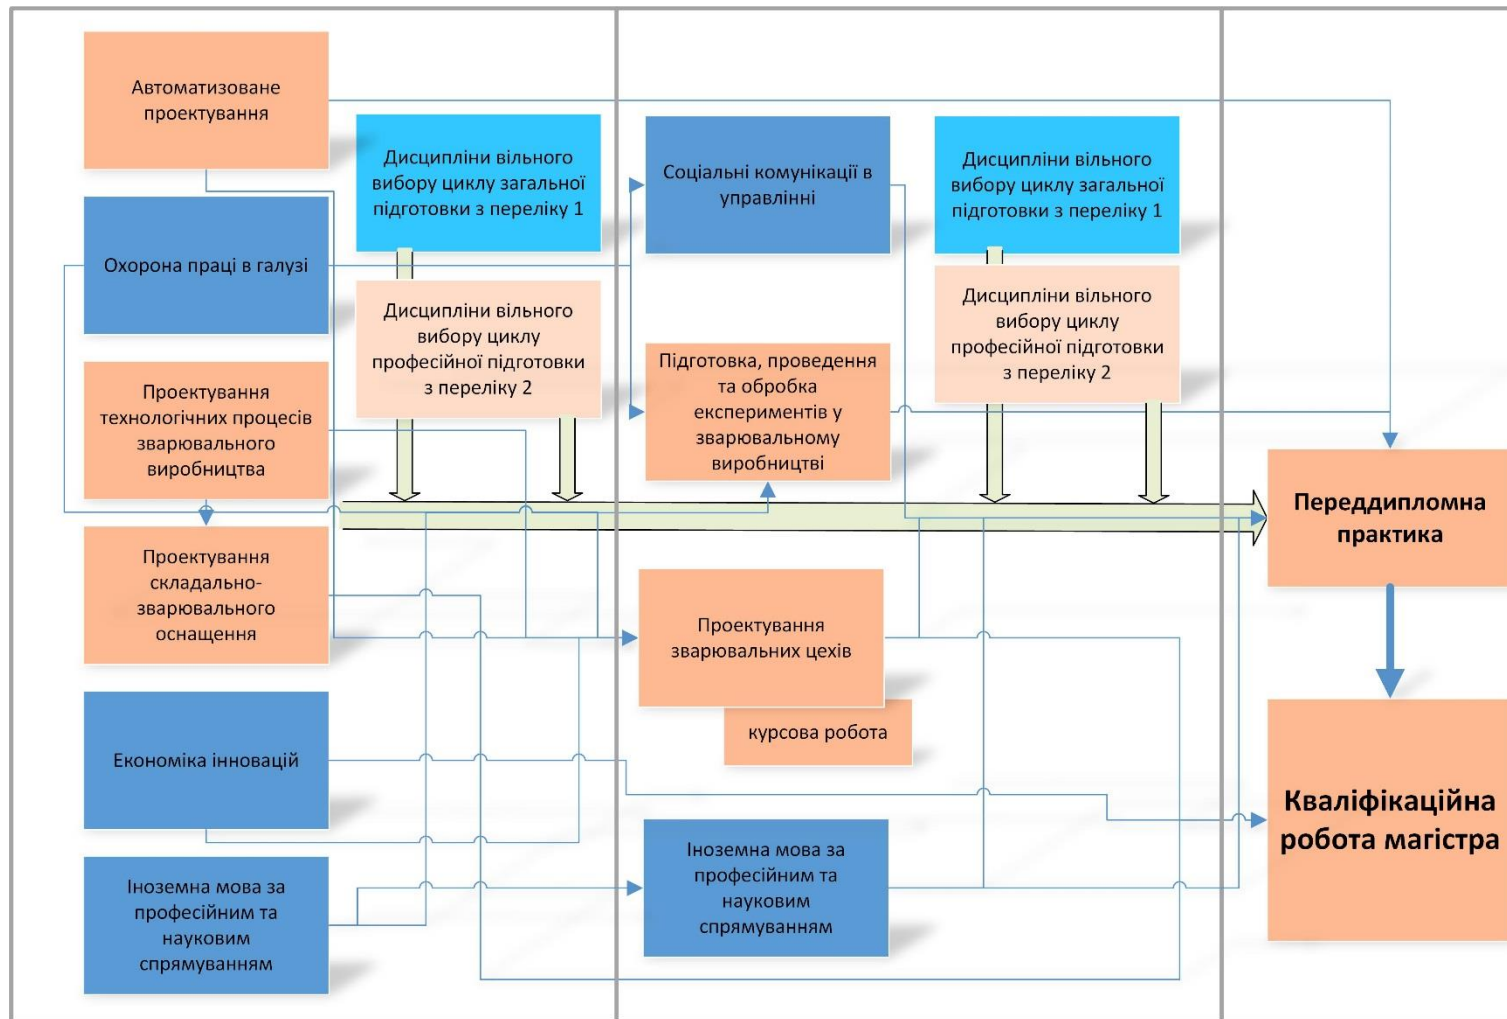 Автоматизоване
проектування
Охорона праці в галузі
Проектування
технологічних процесів
зварювального
виробництва
Проектування
складально-
зварювального
оснащення
Економіка інновацій
Іноземна мова за
професійним та
науковим
спрямуванням
Дисципліни вільного
вибору циклу загальної
підготовки з переліку 1
Дисципліни вільного
вибору циклу
професійної підготовки
з переліку 2
Соціальні комунікації в
управлінні
Підготовка, проведення
та обробка
експериментів у
зварювальному
виробництві
Проектування
зварювальних цехів
курсова робота
Іноземна мова за
професійним та
науковим
спрямуванням
Дисципліни вільного
вибору циклу загальної
підготовки з переліку 1
Дисципліни вільного
вибору циклу
професійної підготовки
з переліку 2
Переддипломна
практика
Кваліфікаційна
робота магістра